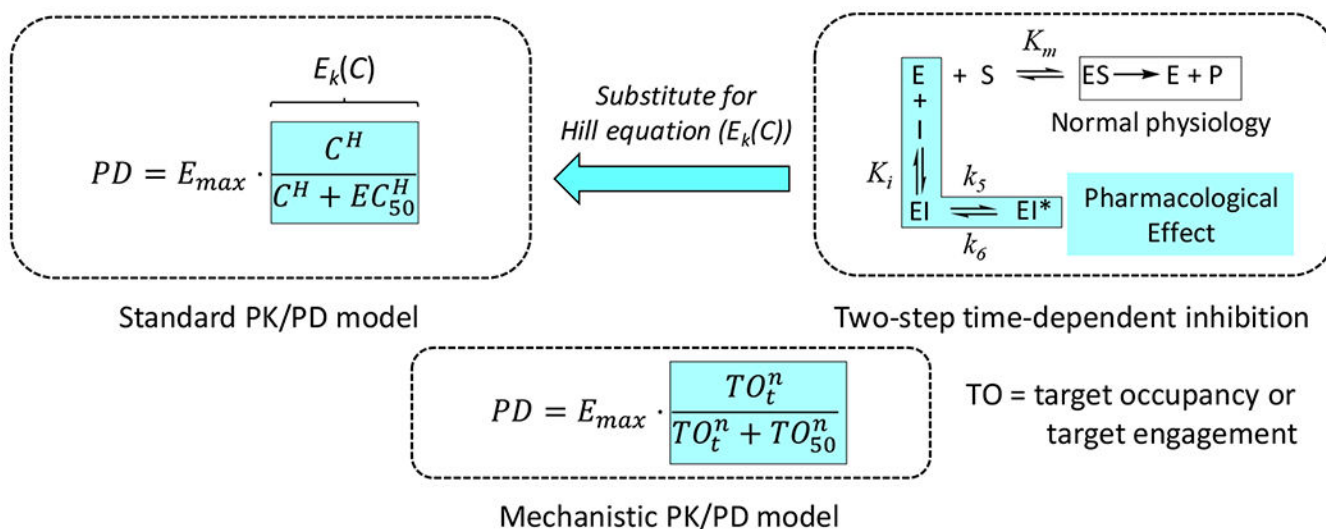 E_k(C)
PD = E_max · C^H / (C^H + EC_50^H)
Standard PK/PD model
Substitute for
Hill equation (E_k(C))
K_m
E + S ⇌ ES → E + P
+
I
Normal physiology
K_i
k_5
EI ⇌ EI*
k_6
Pharmacological
Effect
Two-step time-dependent inhibition
PD = E_max · TO_t^n / (TO_t^n + TO_50^n)
TO = target occupancy or
target engagement
Mechanistic PK/PD model